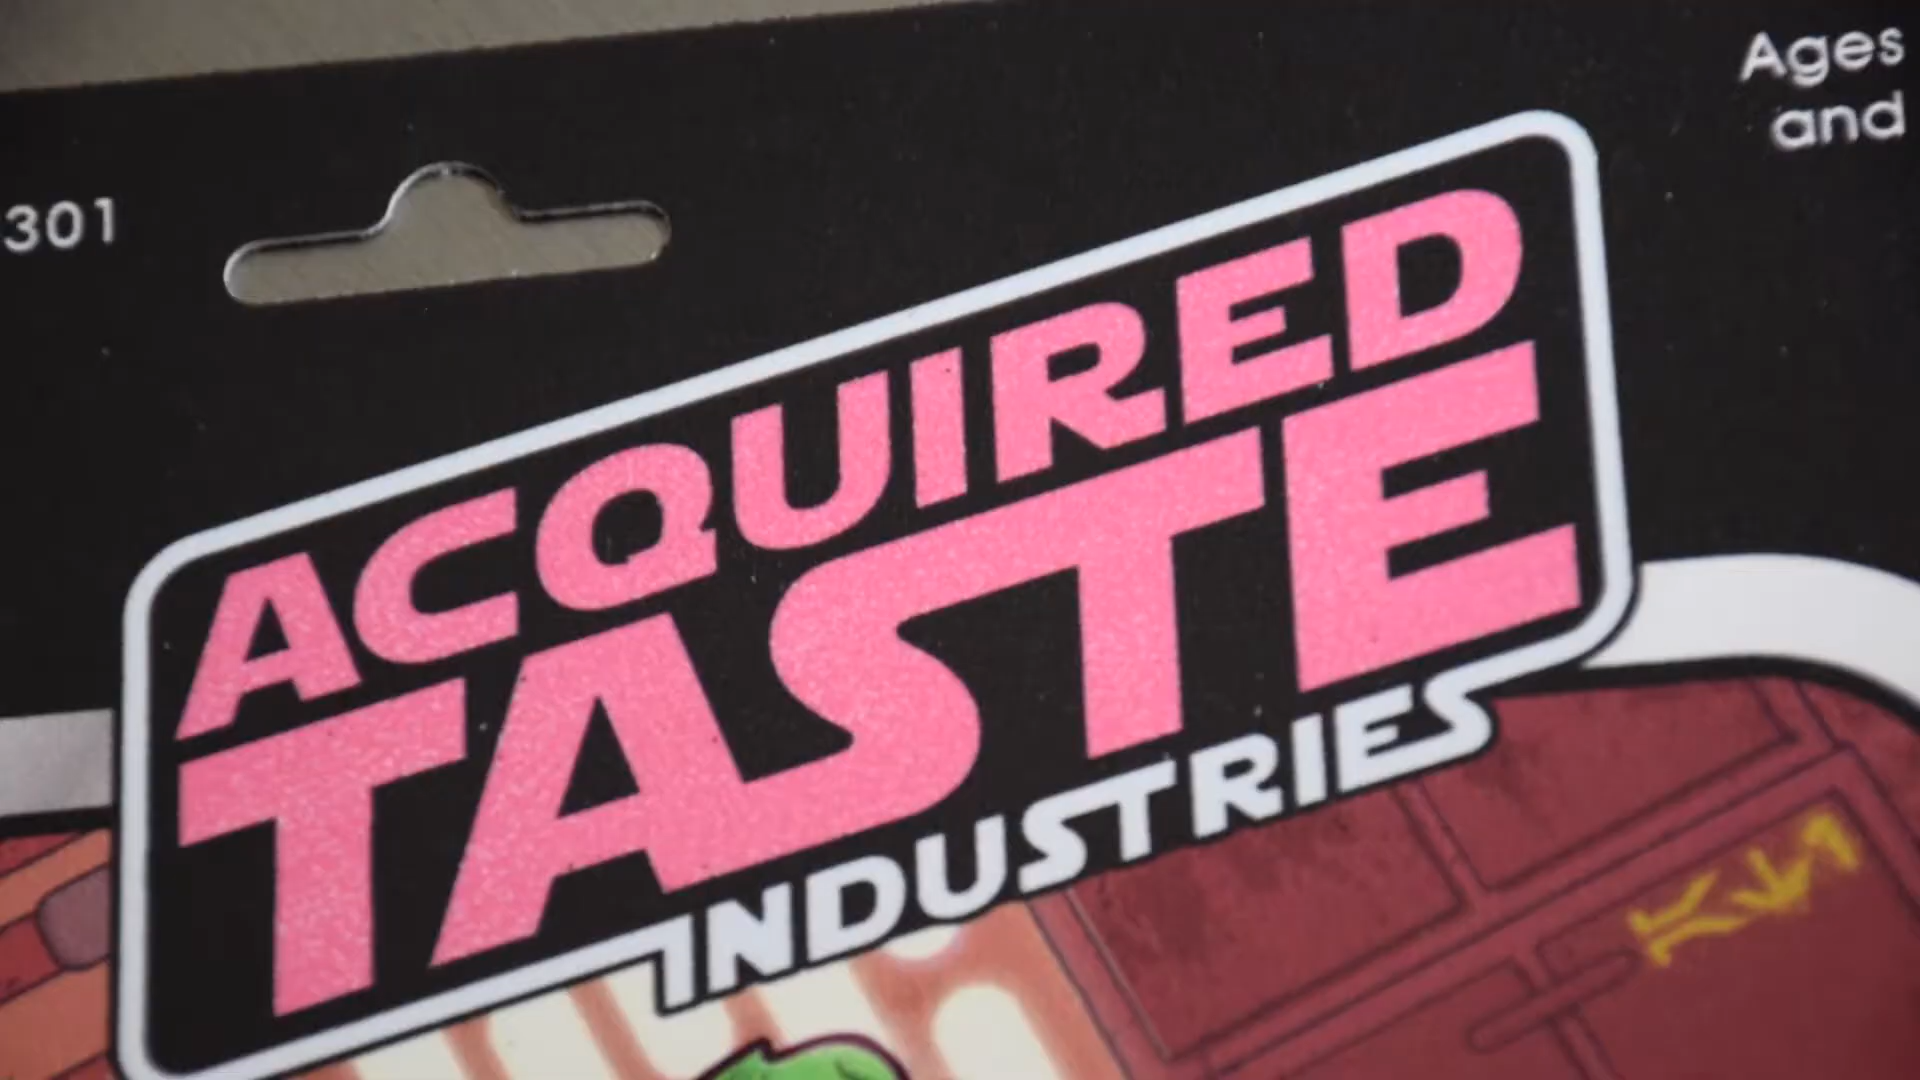 301
Ages
and
ACQUIRED
TASTE
INDUSTRIES